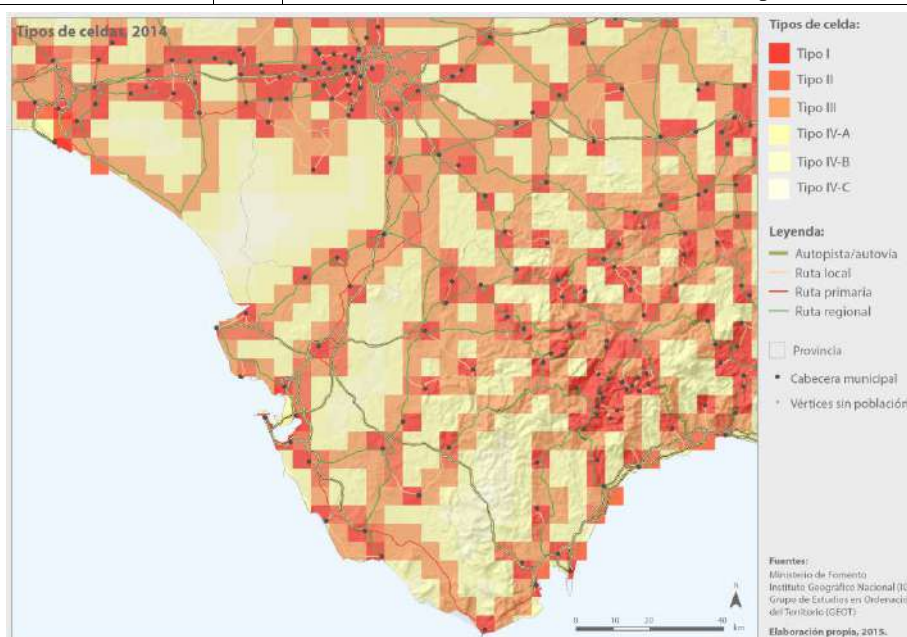 Tipos de celdas, 2014
Tipos de celda:
Tipo I
Tipo II
Tipo III
Tipo IV-A
Tipo IV-B
Tipo IV-C
Leyenda:
Autopista/autovía
Ruta local
Ruta primaria
Ruta regional
Provincia
Cabecera municipal
Vértices sin población
Fuentes:
Ministerio de Fomento
Instituto Geográfico Nacional (IG
Grupo de Estudios en Ordenació
del Territorio (GEOT)
Elaboración propia, 2015.
N
0 10 20 40
km